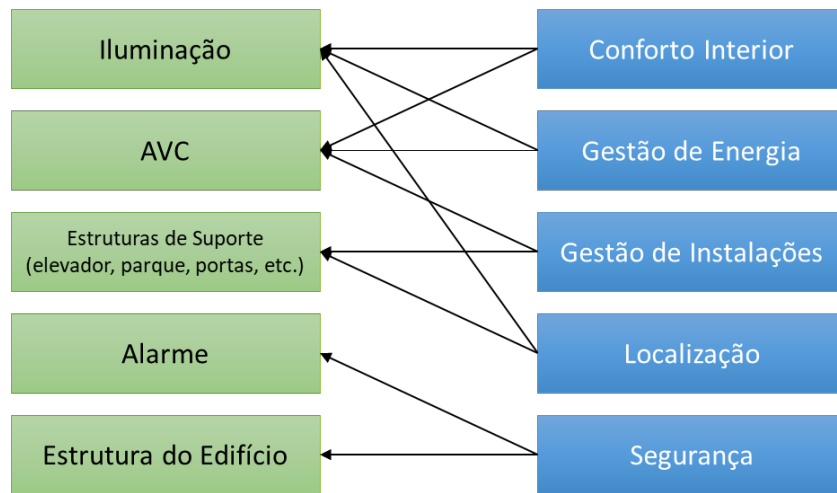 Iluminação
Conforto Interior
AVC
Gestão de Energia
Estruturas de Suporte
(elevador, parque, portas, etc.)
Gestão de Instalações
Alarme
Localização
Estrutura do Edifício
Segurança